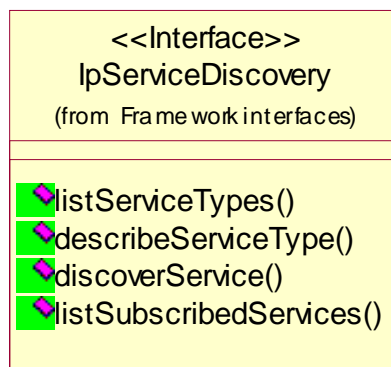 <<Interface>>
IpServiceDiscovery
(from Framework interfaces)
listServiceTypes()
describeServiceType()
discoverService()
listSubscribedServices()